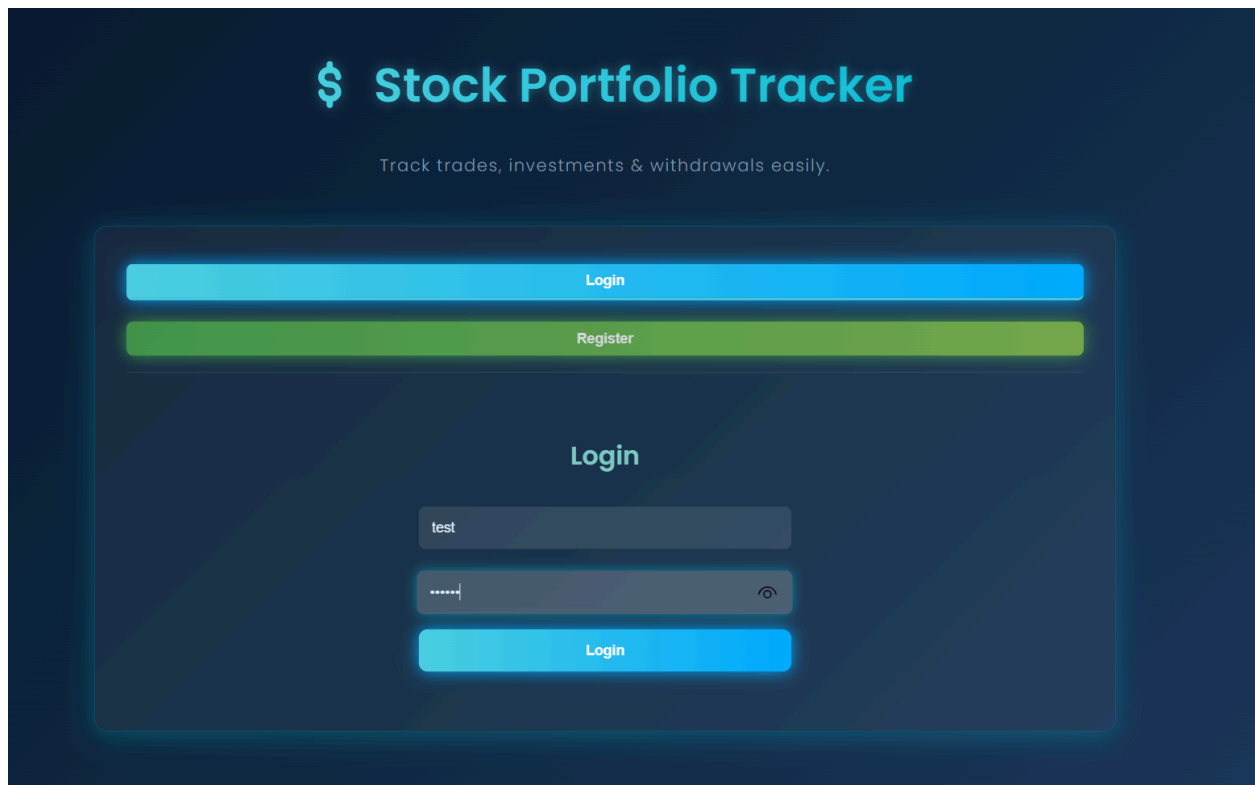 $ Stock Portfolio Tracker
Track trades, investments & withdrawals easily.
Login
Register
Login
test
••••••
Login